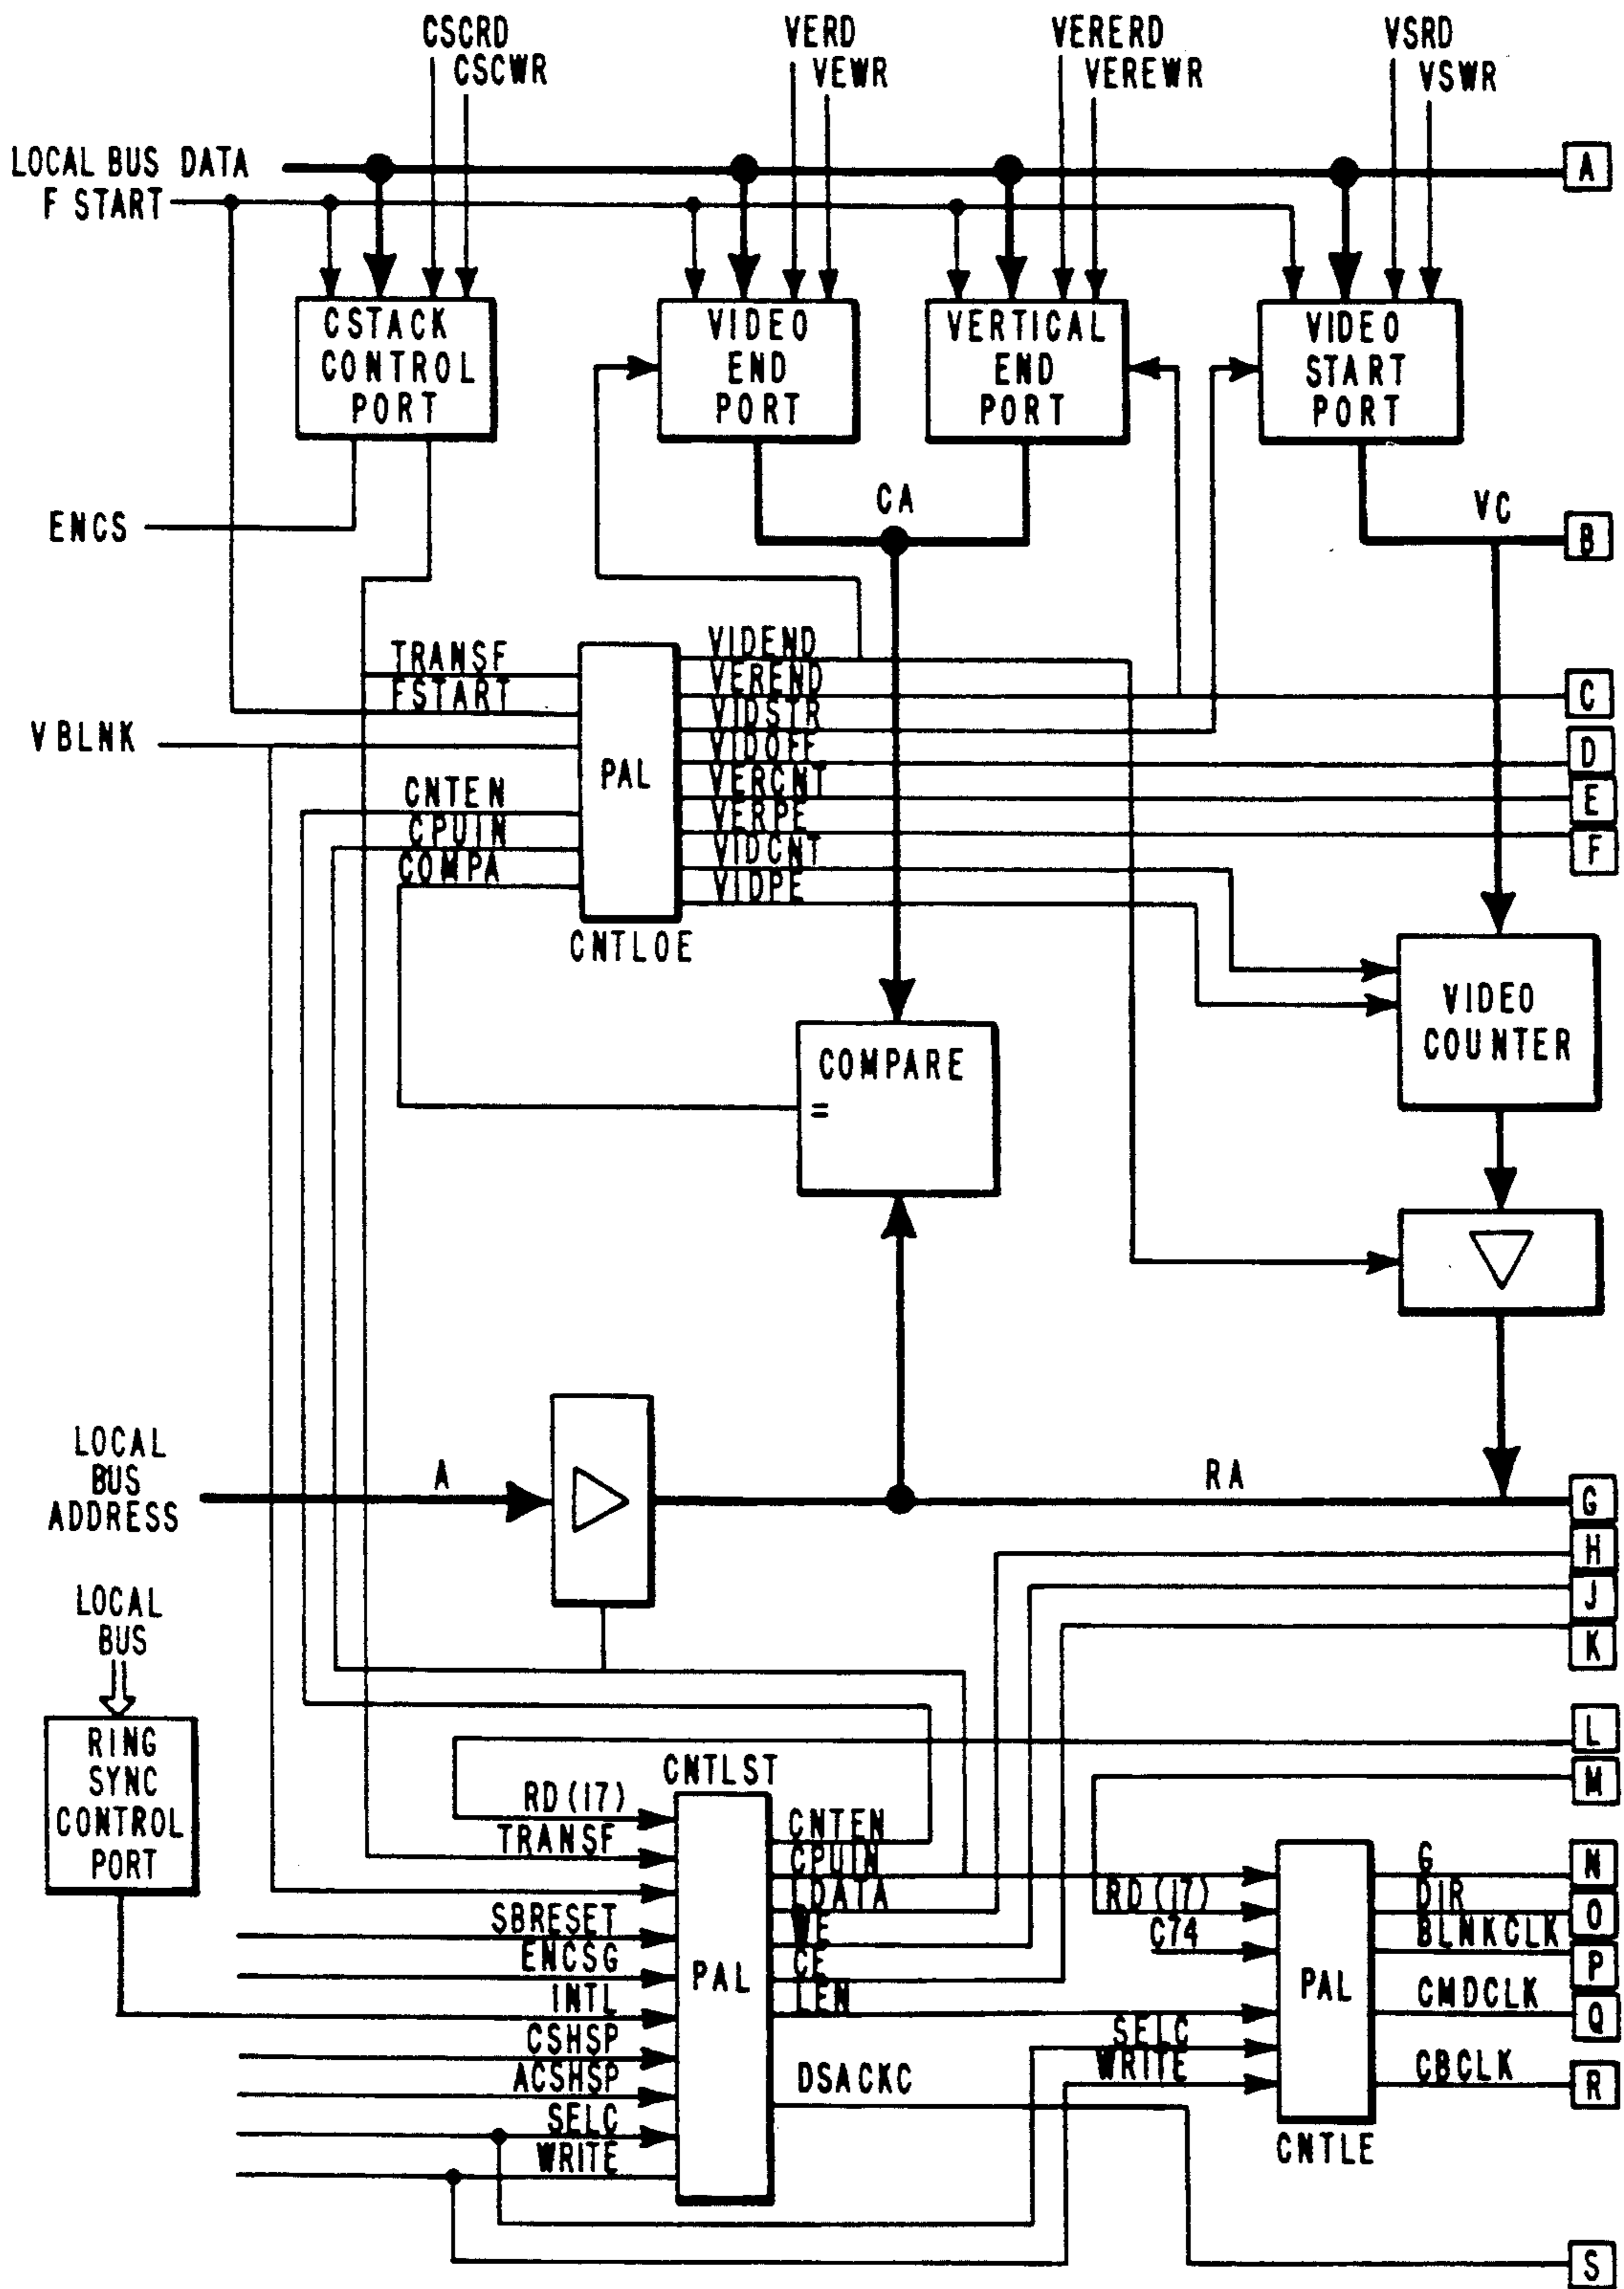 CSCRD
CSCWR
VERD
VEWR
VERERD
VEREWR
VSRD
VSWR
LOCAL BUS DATA
A
F START
CSTACK
CONTROL
PORT
VIDEO
END
PORT
VERTICAL
END
PORT
VIDEO
START
PORT
CA
VC
ENCS
B
TRANSF
FSTART
VBLNK
CNTEN
CPUIN
COMPA
PAL
CNTLOE
VIDEND
VEREND
VIDSTR
VIDOFF
VERCNT
VERPE
VIDCNT
VIDPE
C
D
E
F
VIDEO
COUNTER
COMPARE
=
LOCAL
BUS
ADDRESS
A
RA
G
H
J
K
LOCAL
BUS
RING
SYNC
CONTROL
PORT
L
M
CNTLST
RD(17)
TRANSF
SBRESET
ENCSG
INTL
CSHSP
ACSHSP
SELC
WRITE
PAL
CNTEN
CPUIN
LDATA
WE
CE
LEN
DSACKC
RD(17)
C74
SELC
WRITE
PAL
CNTLE
G
DIR
BLNKCLK
CMDCLK
CBCLK
N
O
P
Q
R
S